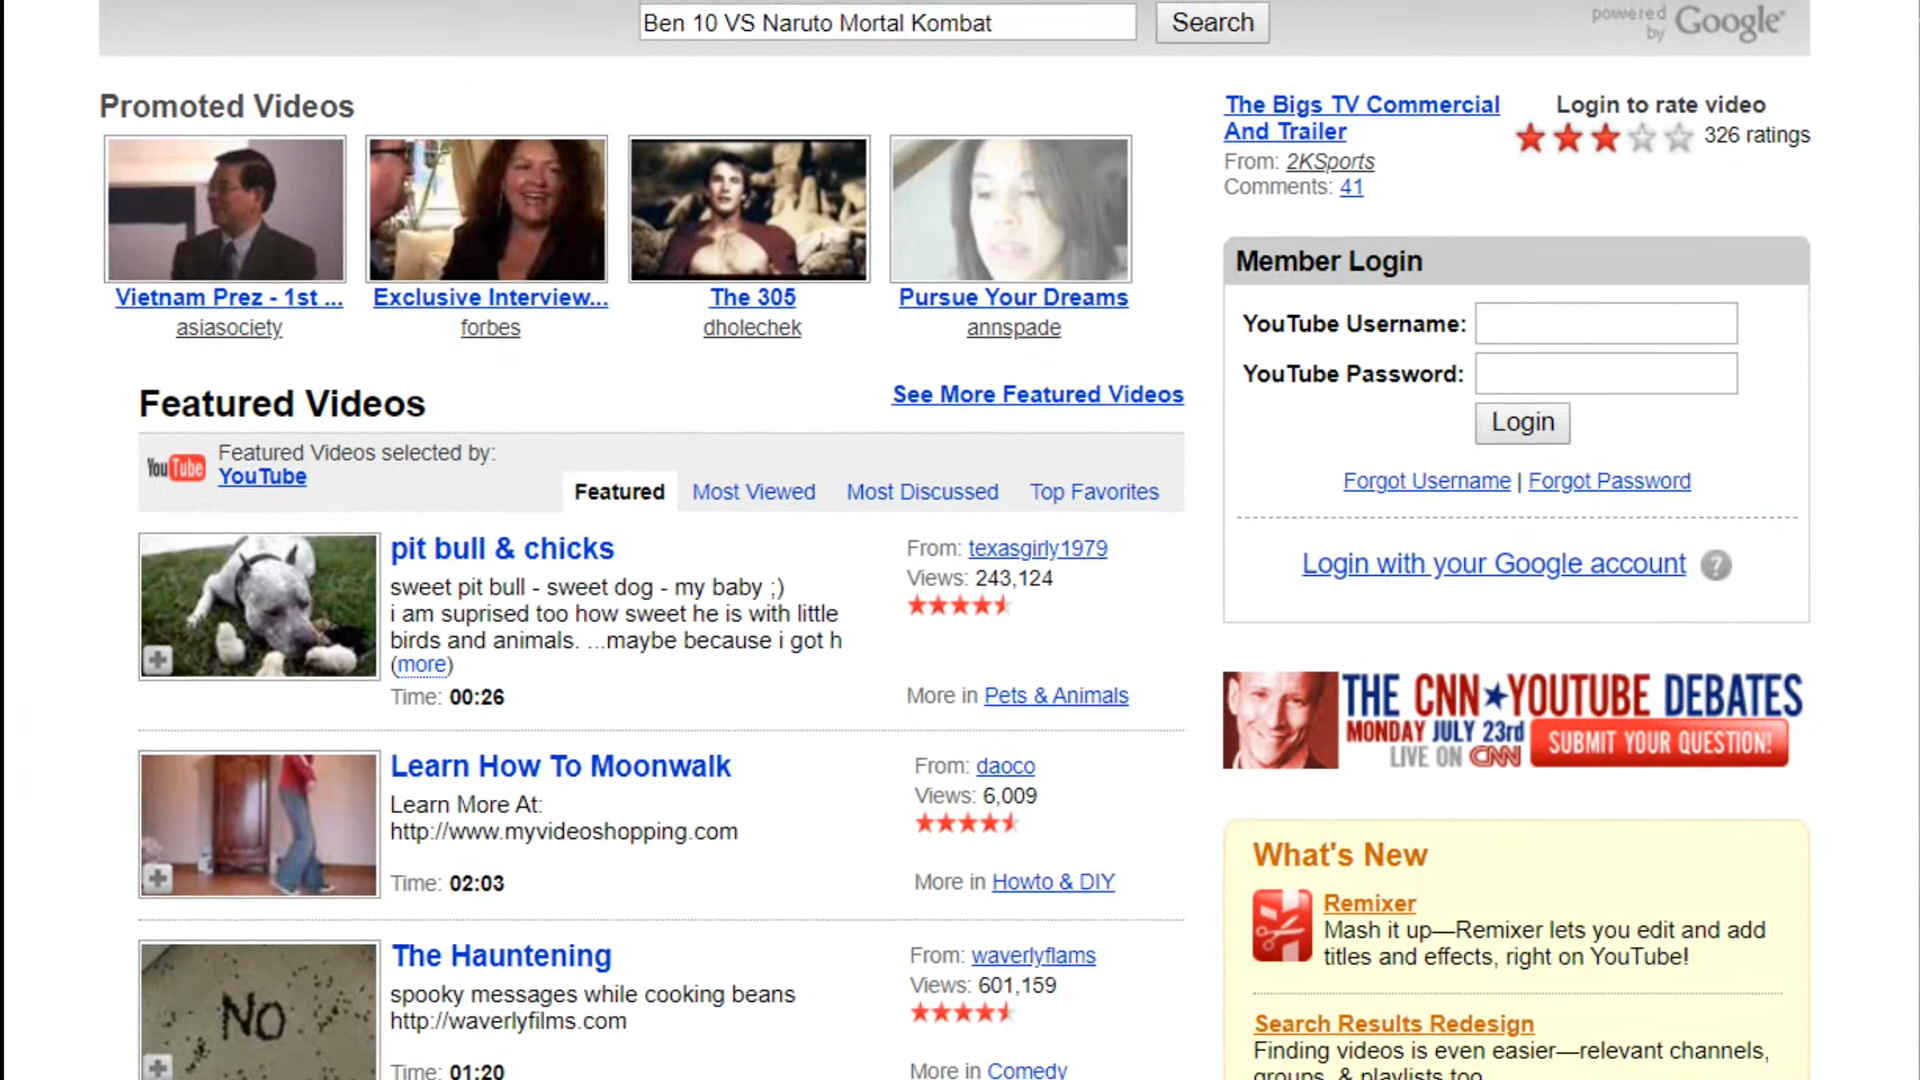 Ben 10 VS Naruto Mortal Kombat
Search
powered by Google
Promoted Videos
Vietnam Prez - 1st ...
asiasociety
Exclusive Interview...
forbes
The 305
dholechek
Pursue Your Dreams
annspade
The Bigs TV Commercial
And Trailer
From: 2KSports
Comments: 41
Login to rate video
326 ratings
Member Login
YouTube Username:
YouTube Password:
Login
Forgot Username | Forgot Password
Login with your Google account ?
Featured Videos
See More Featured Videos
YouTube
Featured Videos selected by:
YouTube
Featured
Most Viewed
Most Discussed
Top Favorites
pit bull & chicks
sweet pit bull - sweet dog - my baby ;)
i am suprised too how sweet he is with little
birds and animals. ...maybe because i got h
(more)
Time: 00:26
From: texasgirly1979
Views: 243,124
More in Pets & Animals
Learn How To Moonwalk
Learn More At:
http://www.myvideoshopping.com
Time: 02:03
From: daoco
Views: 6,009
More in Howto & DIY
NO
The Hauntening
spooky messages while cooking beans
http://waverlyfilms.com
Time: 01:20
From: waverlyflams
Views: 601,159
More in Comedy
THE CNN★YOUTUBE DEBATES
MONDAY JULY 23rd
LIVE ON CNN
SUBMIT YOUR QUESTION!
What's New
Remixer
Mash it up—Remixer lets you edit and add
titles and effects, right on YouTube!
Search Results Redesign
Finding videos is even easier—relevant channels,
groups, & playlists too